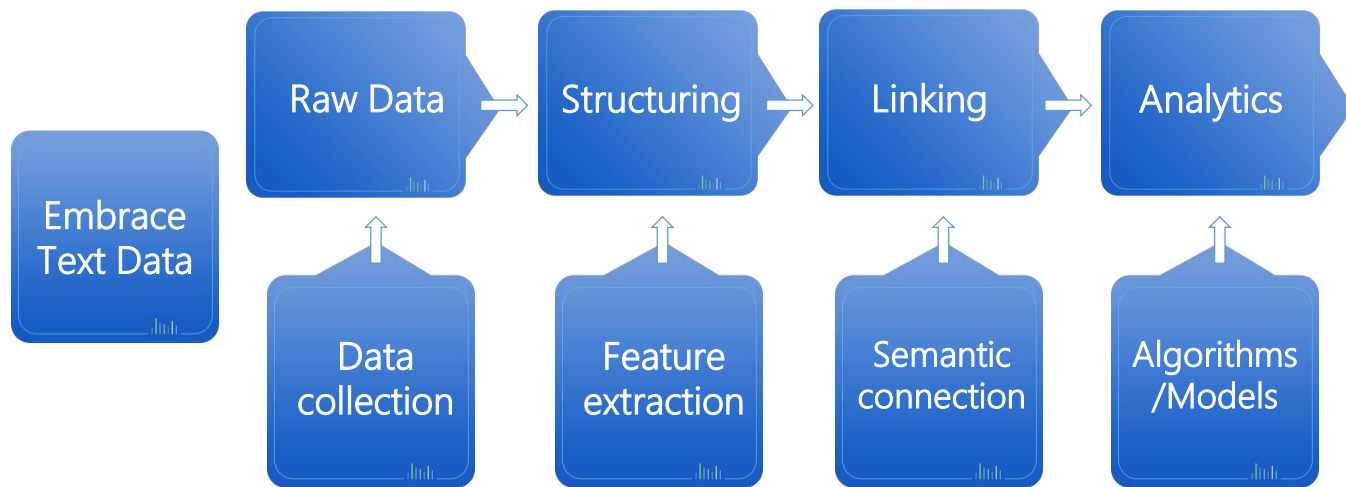 Raw Data
Structuring
Linking
Analytics
Embrace
Text Data
Data
collection
Feature
extraction
Semantic
connection
Algorithms
/Models